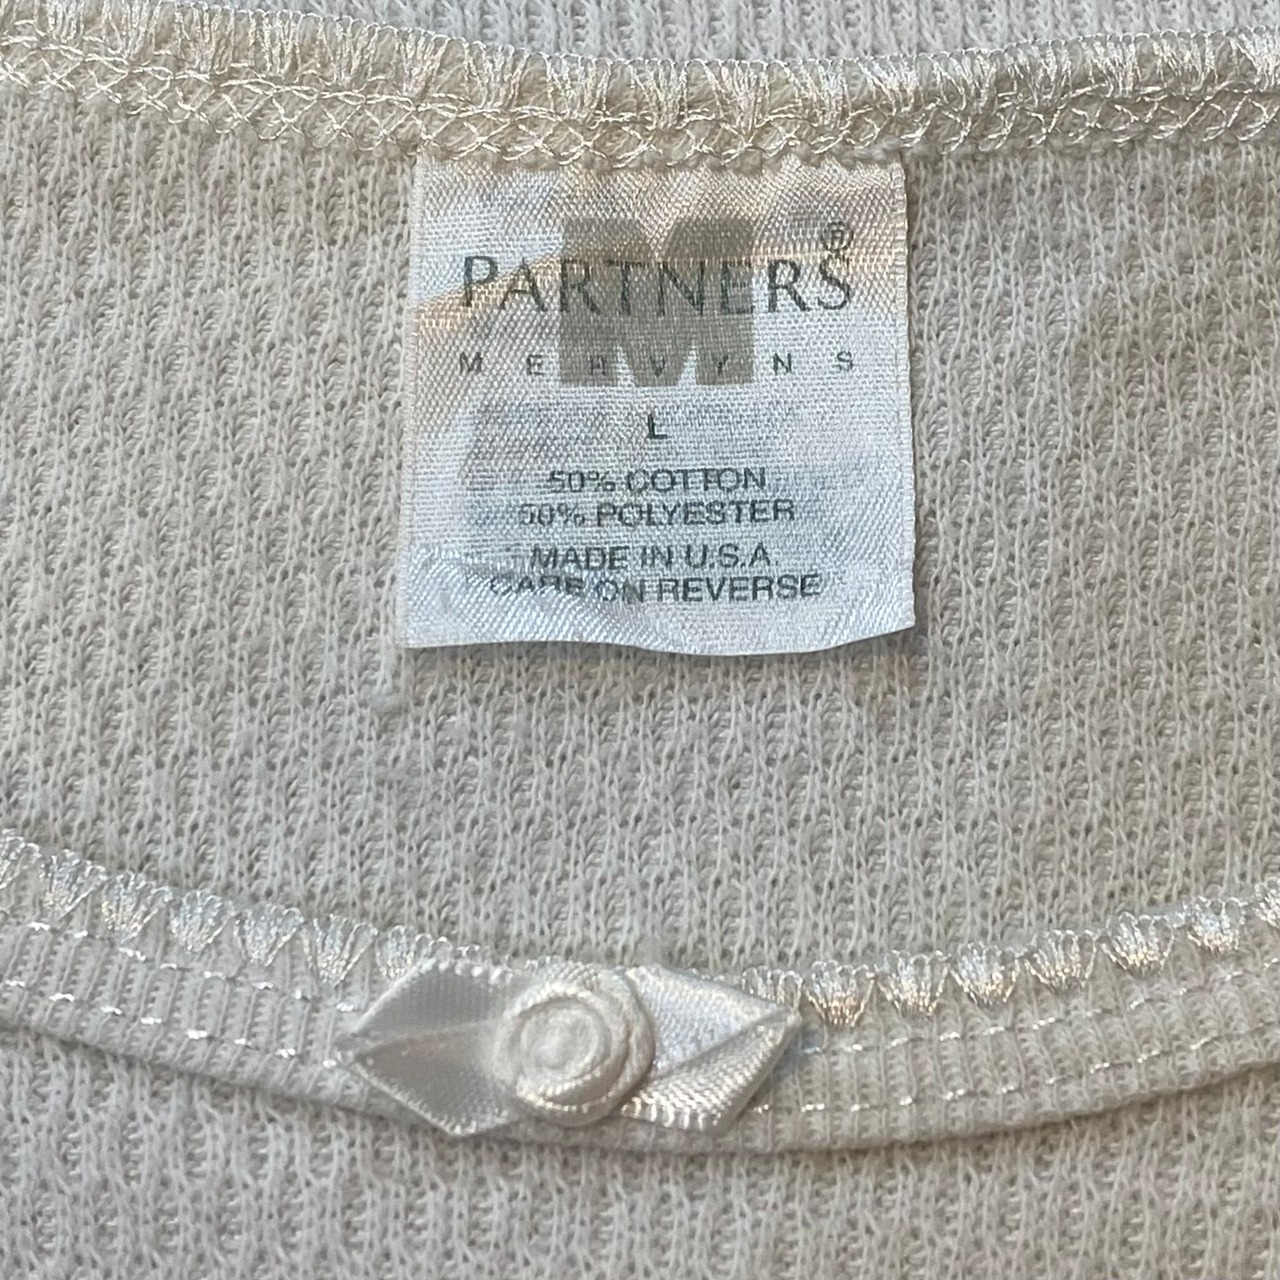 M
PARTNERS®
MERVYNS
L
50% COTTON
50% POLYESTER
MADE IN U.S.A.
CARE ON REVERSE